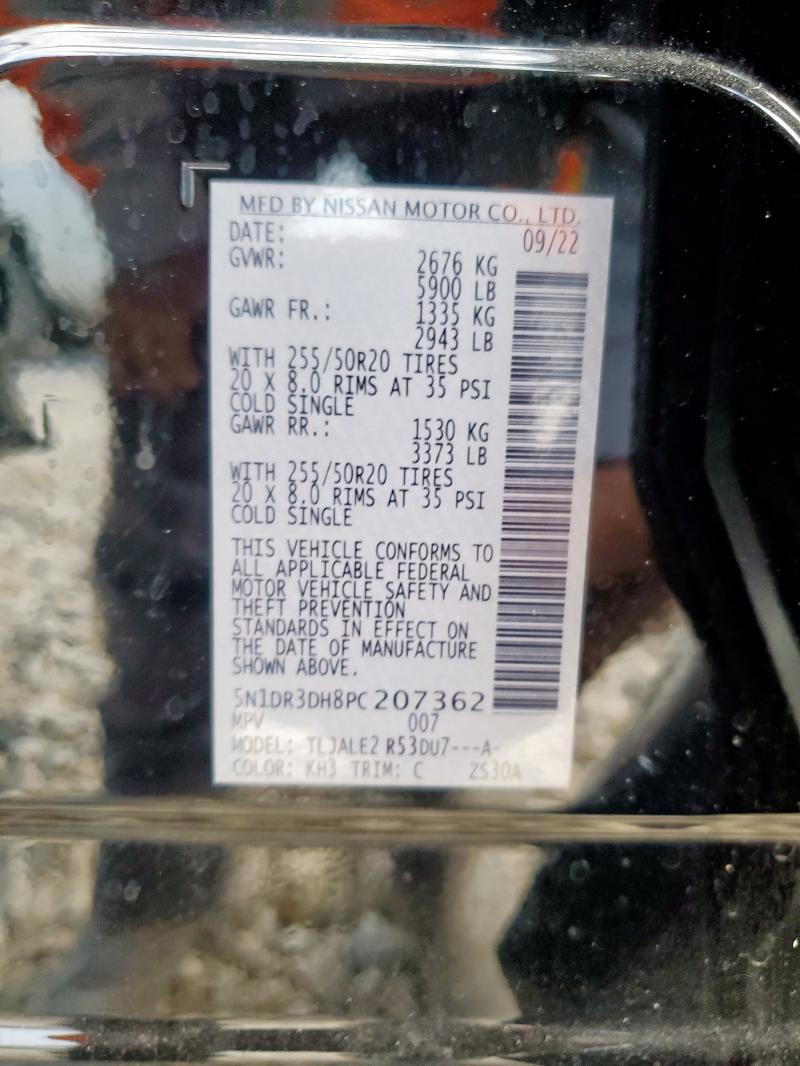 MFD BY NISSAN MOTOR CO., LTD.
DATE: 09/22
GVWR: 2676 KG
5900 LB
GAWR FR.: 1335 KG
2943 LB
WITH 255/50R20 TIRES
20 X 8.0 RIMS AT 35 PSI
COLD SINGLE
GAWR RR.: 1530 KG
3373 LB
WITH 255/50R20 TIRES
20 X 8.0 RIMS AT 35 PSI
COLD SINGLE
THIS VEHICLE CONFORMS TO
ALL APPLICABLE FEDERAL
MOTOR VEHICLE SAFETY AND
THEFT PREVENTION
STANDARDS IN EFFECT ON
THE DATE OF MANUFACTURE
SHOWN ABOVE.
5N1DR3DH8PC207362
MPV 007
MODEL: TLJALE2 R53DU7---A-
COLOR: KH3 TRIM: C ZS30A